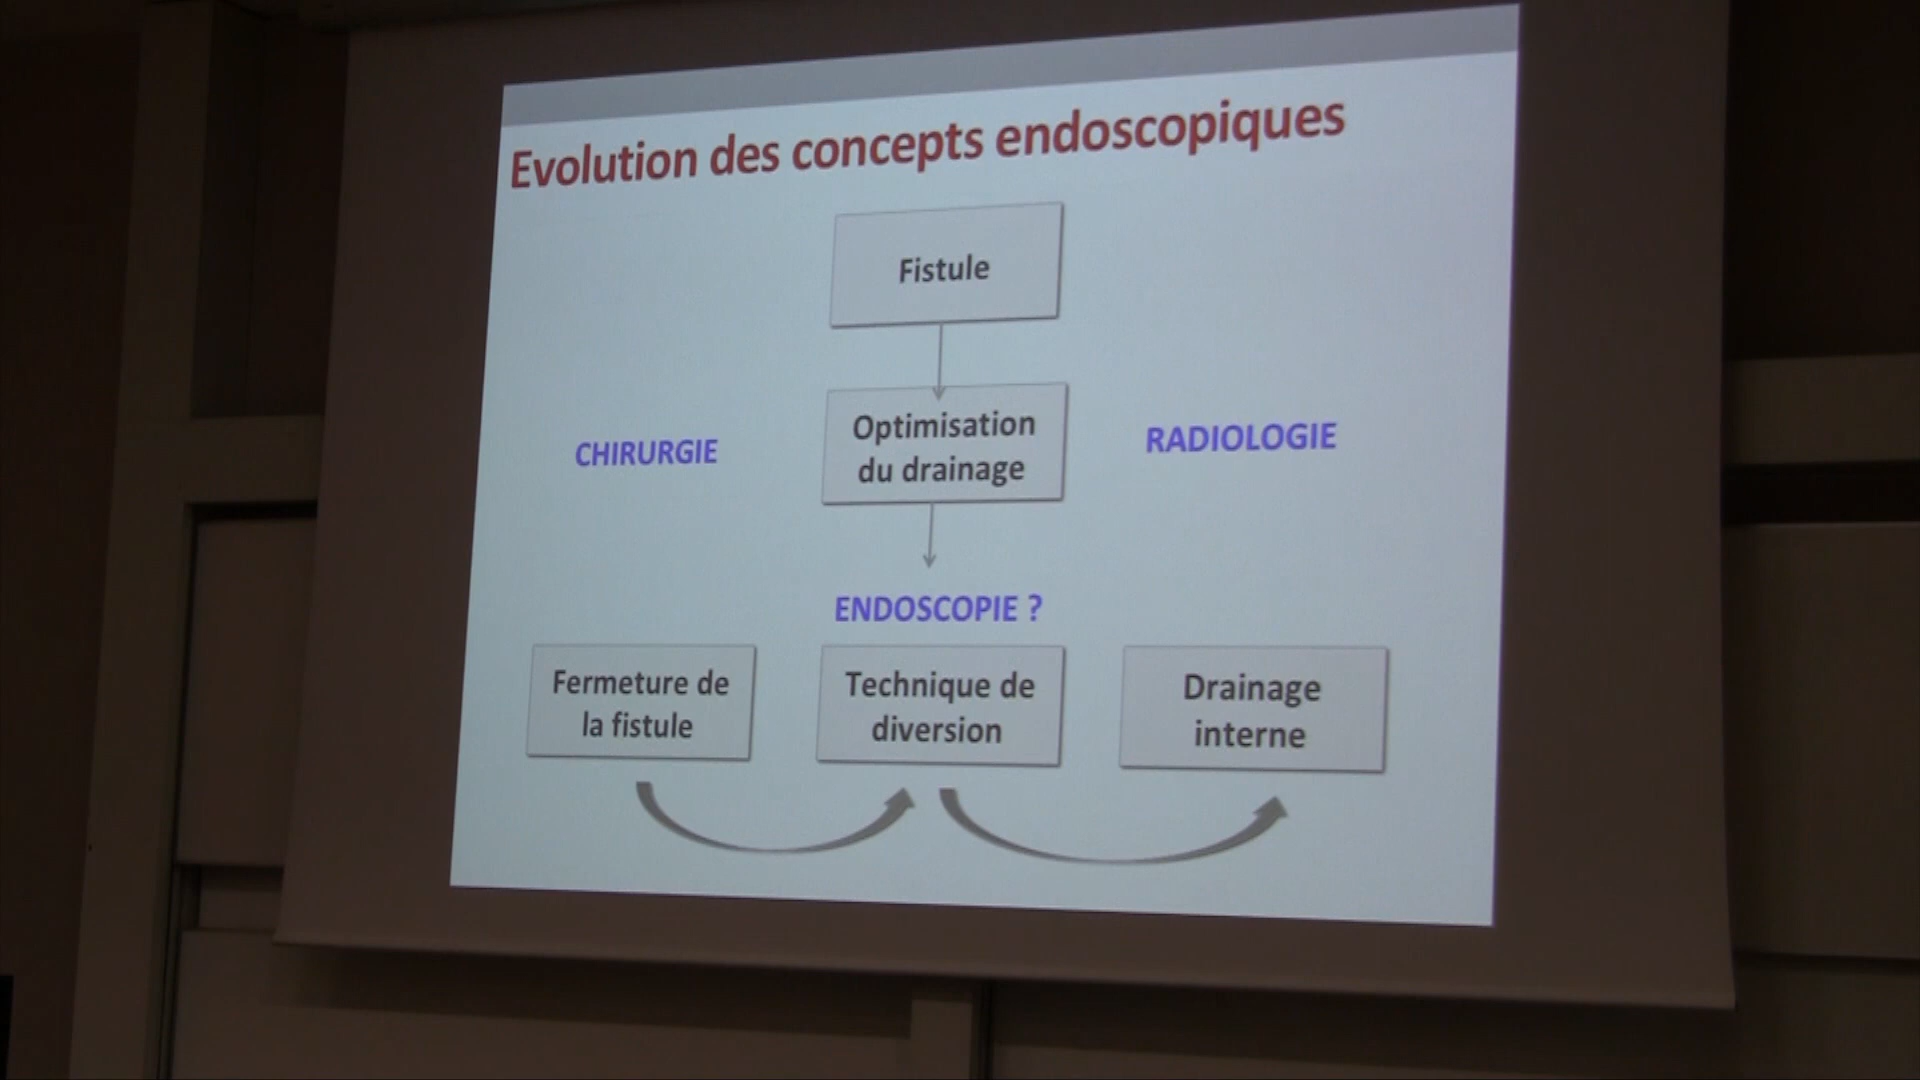 Evolution des concepts endoscopiques
Fistule
CHIRURGIE
Optimisation
du drainage
RADIOLOGIE
ENDOSCOPIE ?
Fermeture de
la fistule
Technique de
diversion
Drainage
interne